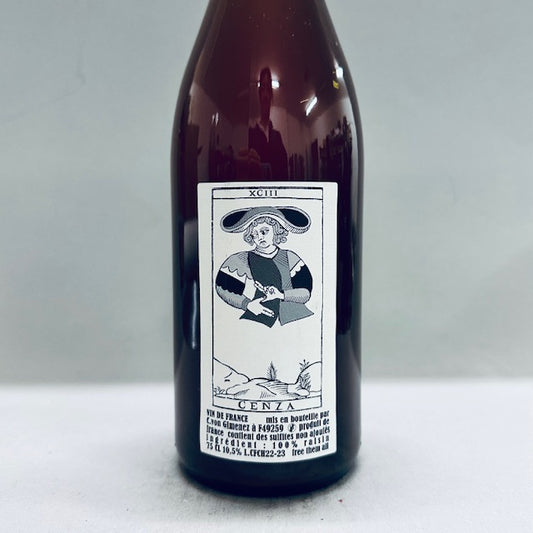 XCIII
CENZA
VIN DE FRANCE mis en bouteille par
C.von Gimenez à F49259 produit de
france contient des sulfites non ajoutés
ingrédient : 100% raisin
75 CL 10,5% L.CFCH22-23 free them all